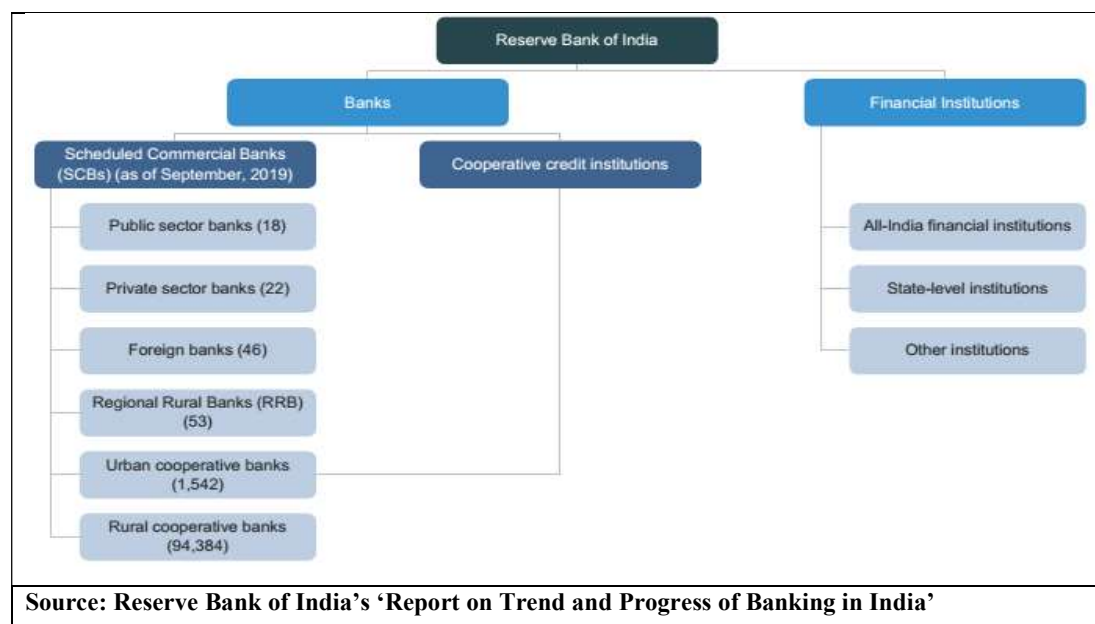 Reserve Bank of India
Banks
Financial Institutions
Scheduled Commercial Banks
(SCBs) (as of September, 2019)
Cooperative credit institutions
Public sector banks (18)
Private sector banks (22)
Foreign banks (46)
Regional Rural Banks (RRB)
(53)
Urban cooperative banks
(1,542)
Rural cooperative banks
(94,384)
All-India financial institutions
State-level institutions
Other institutions
Source: Reserve Bank of India’s ‘Report on Trend and Progress of Banking in India’